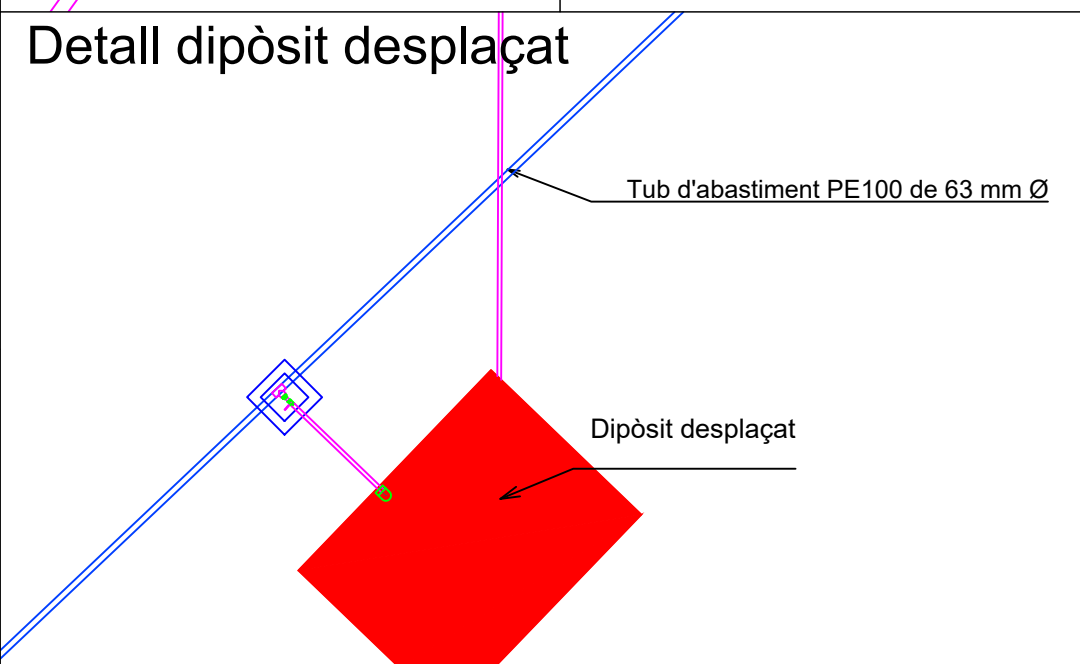 Detall dipòsit desplaçat
Tub d'abastiment PE100 de 63 mm Ø
Dipòsit desplaçat